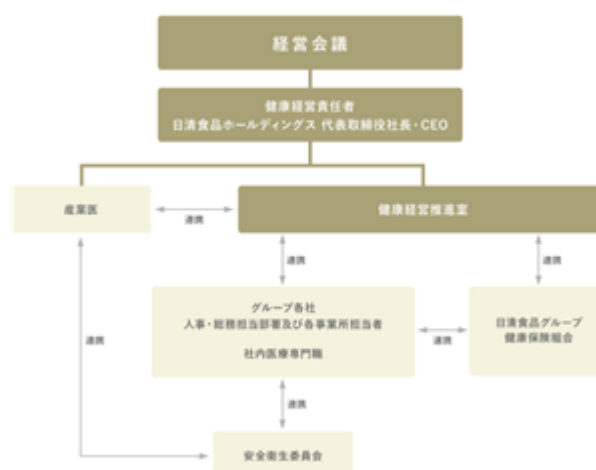 経営会議
健康経営責任者
日清食品ホールディングス 代表取締役社長・CEO
産業医
連携
健康経営推進室
連携
連携
グループ各社
人事・総務担当部署及び各事業所担当者
社内医療専門職
連携
日清食品グループ
健康保険組合
連携
連携
安全衛生委員会